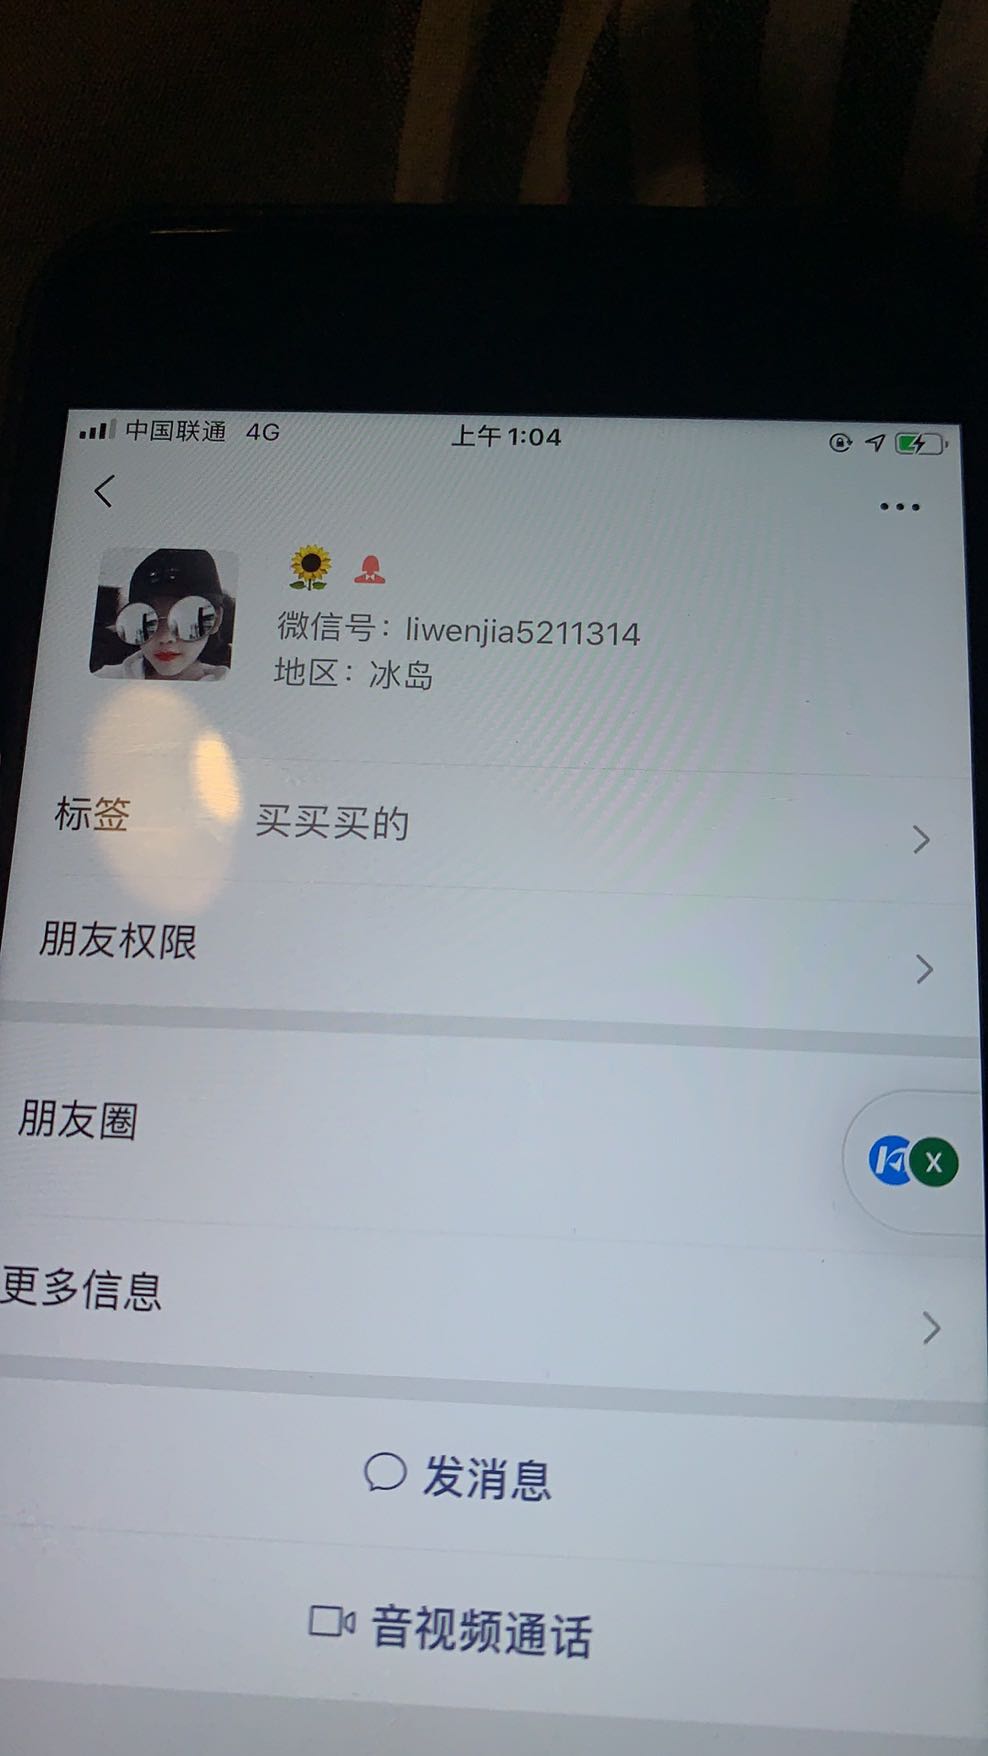 中国联通 4G 上午1:04
微信号：liwenjia5211314
地区：冰岛
标签 买买买的
朋友权限
朋友圈
X
更多信息
发消息
音视频通话